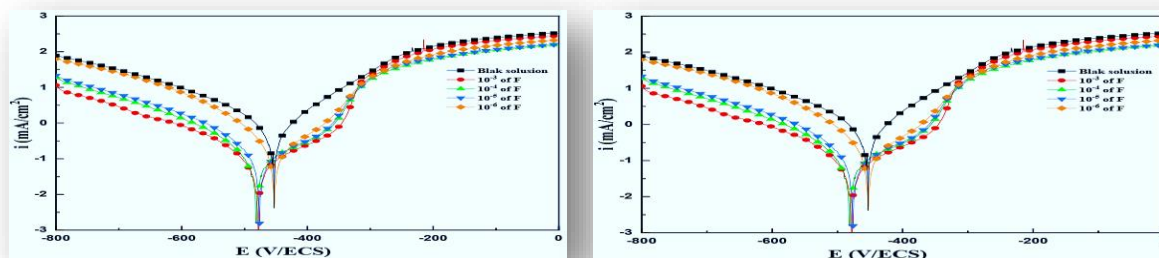 3
2
1
0
-1
-2
-3
i (mA/cm²)
Blak solusion
10⁻³ of F
10⁻⁴ of F
10⁻⁵ of F
10⁻⁶ of F
-800
-600
-400
-200
0
E (V/ECS)
3
2
1
0
-1
-2
-3
i (mA/cm²)
Blak solusion
10⁻³ of F
10⁻⁴ of F
10⁻⁵ of F
10⁻⁶ of F
-800
-600
-400
-200
E (V/ECS)